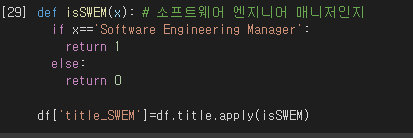 [29] def isSWEM(x): # 소프트웨어 엔지니어 매니저인지
if x=='Software Engineering Manager':
return 1
else:
return 0
df['title_SWEM']=df.title.apply(isSWEM)